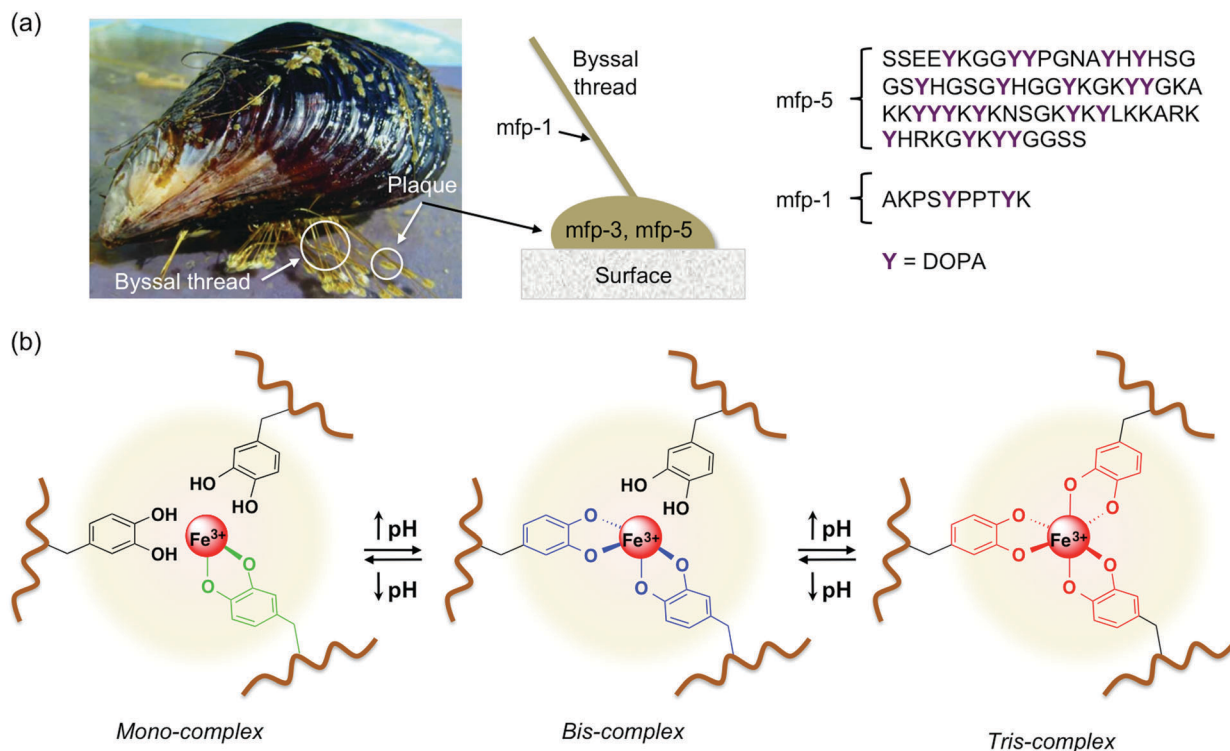 (a)
Plaque
Byssal thread
Byssal
thread
mfp-1
mfp-3, mfp-5
Surface
mfp-5
SSEEYKGGYYPGNAYHYHSG
GSYHGSGYHGGYKGKYYGKA
KKYYYKYKNSGKYKYLKKARK
YHRKGYKYYGGSS
mfp-1
AKPSYPPTYK
Y = DOPA
(b)
HO
HO
OH
OH
Fe3+
O
O
↑ pH
↓ pH
Mono-complex
HO
HO
O
O
Fe3+
O
O
↑ pH
↓ pH
Bis-complex
O
O
O
O
Fe3+
O
O
Tris-complex